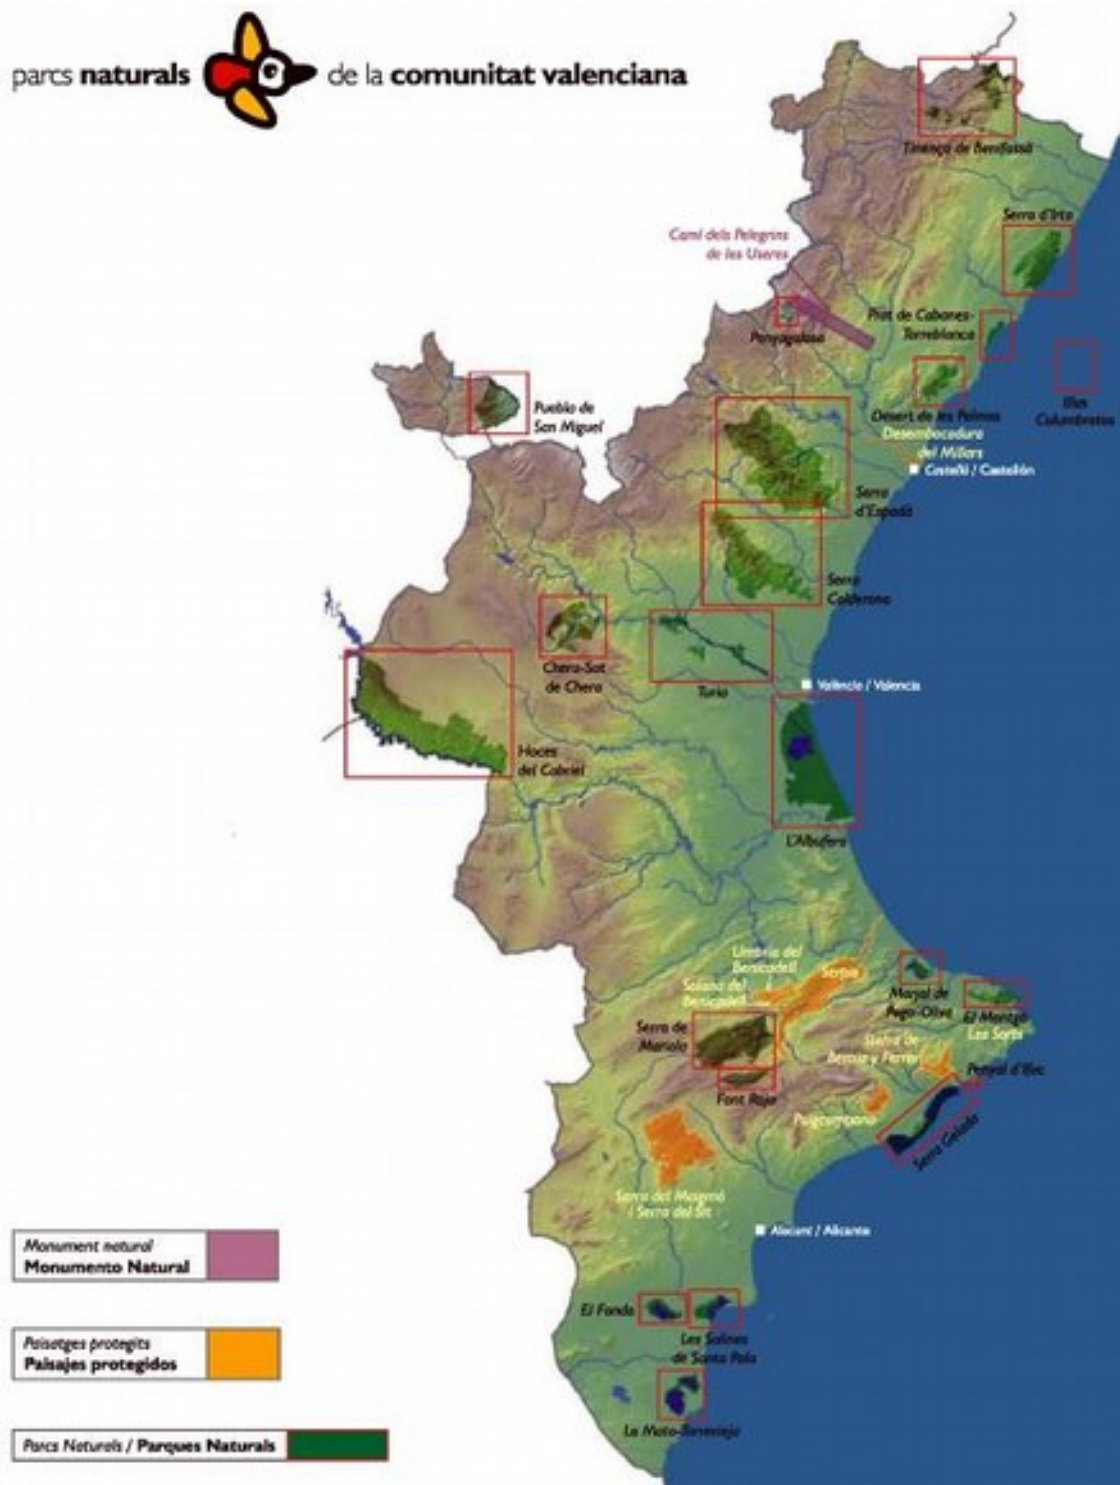 parcs naturals de la comunitat valenciana
Tinença de Benifassà
Serra d'Irta
Camí dels Pelegrins
de les Useres
Prat de Cabanes-
Torreblanca
Penyagolosa
Illes
Columbretes
Desert de les Palmes
Desembocadura
del Millars
Castelló / Castellón
Puebla de
San Miguel
Serra
d'Espadà
Serra
Calderona
Chera-Sot
de Chera
Turia
València / Valencia
Hoces
del Cabriel
L'Albufera
Umbria del
Benicadell
Serpis
Solana del
Benicadell
Marjal de
Pego-Oliva
El Montgó
Les Sorts
Serra de
Mariola
Bernia y Ferrer
Penyal d'Ifac
Font Roja
Puigcampana
Serra Gelada
Serra del Maigmó
i Serra del Sit
Alacant / Alicante
Monument natural
Monumento Natural
Paisatges protegits
Paisajes protegidos
El Fondo
Les Salines
de Santa Pola
La Mata-Torrevieja
Parcs Naturals / Parques Naturals